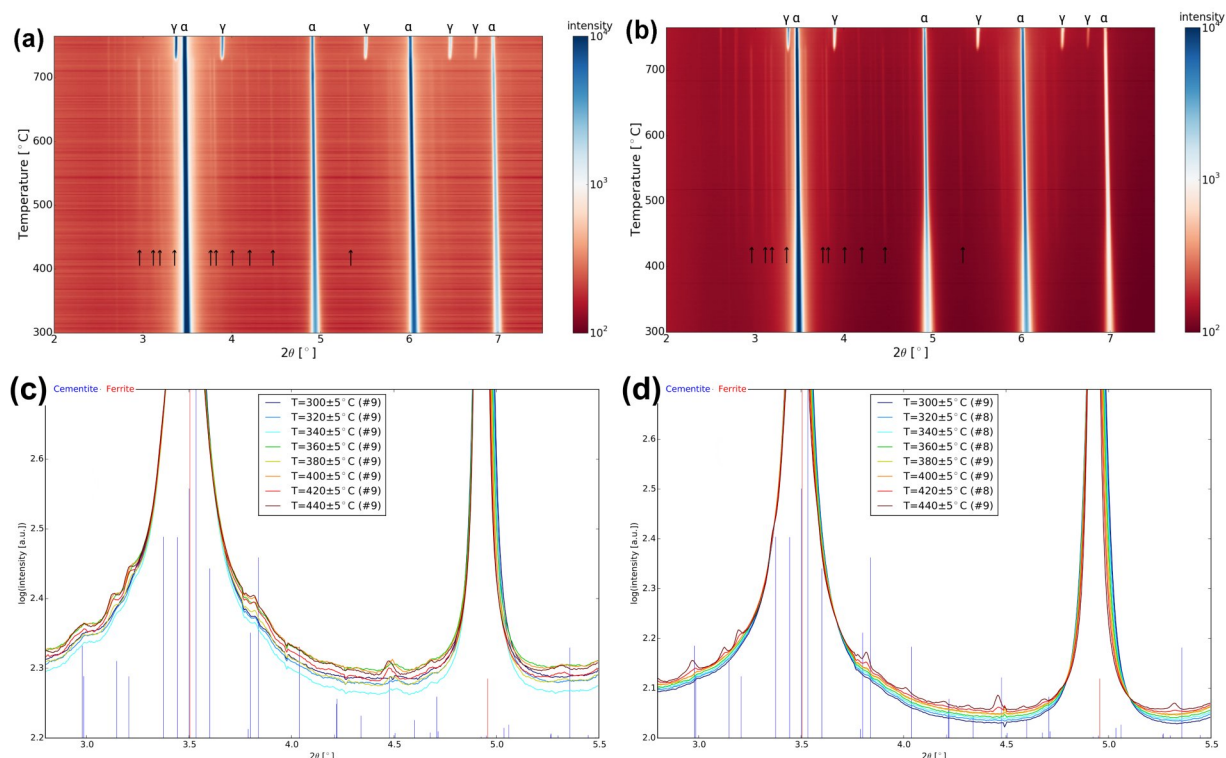 (a)
γ α γ α γ α γ γ α
intensity
10⁴
10³
10²
Temperature [°C]
700
600
500
400
300
2 3 4 5 6 7
2θ [°]
↑ ↑ ↑ ↑ ↑ ↑ ↑ ↑ ↑ ↑
(b)
γ α γ α γ α γ γ α
intensity
10⁴
10³
10²
Temperature [°C]
700
600
500
400
300
2 3 4 5 6 7
2θ [°]
↑ ↑ ↑ ↑ ↑ ↑ ↑ ↑ ↑ ↑
(c)
Cementite Ferrite
T=300±5°C (#9)
T=320±5°C (#9)
T=340±5°C (#9)
T=360±5°C (#9)
T=380±5°C (#9)
T=400±5°C (#9)
T=420±5°C (#9)
T=440±5°C (#9)
log(intensity [a.u.])
2.6
2.5
2.4
2.3
2.2
3.0 3.5 4.0 4.5 5.0 5.5
2θ [°]
(d)
Cementite Ferrite
T=300±5°C (#9)
T=320±5°C (#8)
T=340±5°C (#9)
T=360±5°C (#8)
T=380±5°C (#9)
T=400±5°C (#9)
T=420±5°C (#8)
T=440±5°C (#9)
log(intensity [a.u.])
2.6
2.5
2.4
2.3
2.2
2.1
2.0
3.0 3.5 4.0 4.5 5.0 5.5
2θ [°]